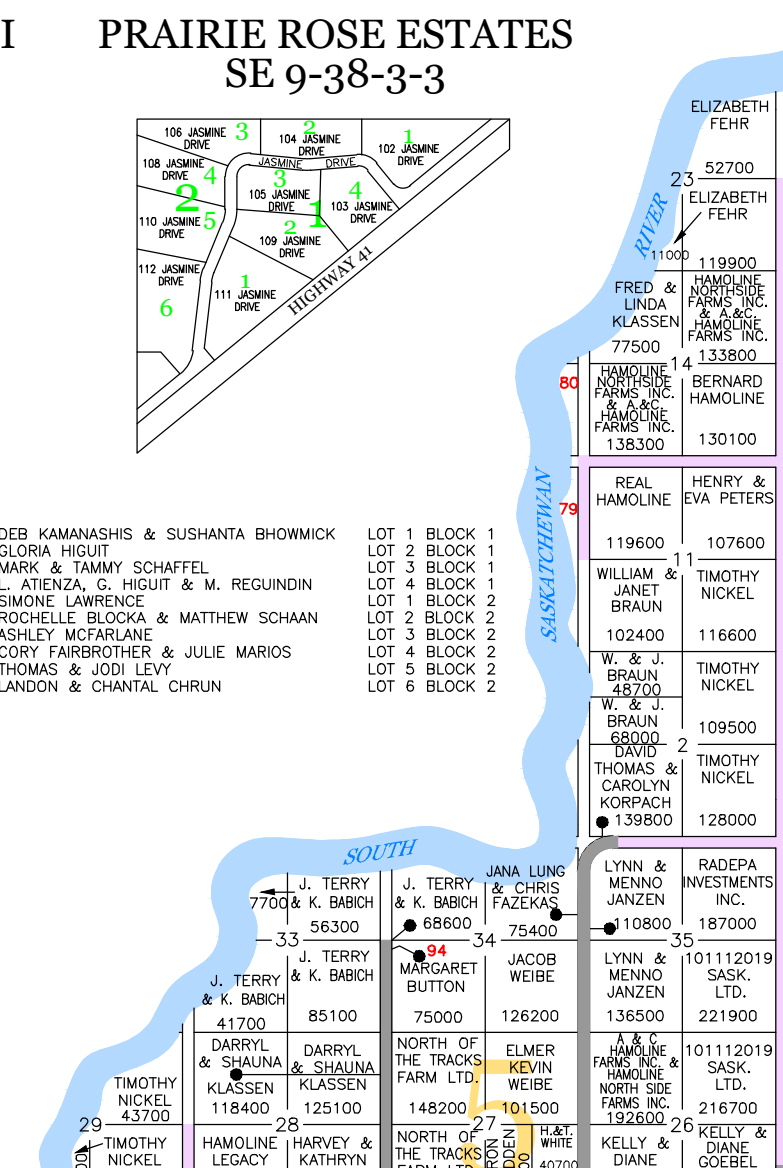 I PRAIRIE ROSE ESTATES
SE 9-38-3-3
106 JASMINE
DRIVE
3
104 JASMINE
DRIVE
2
102 JASMINE
DRIVE
1
JASMINE DRIVE
108 JASMINE
DRIVE
4
2
110 JASMINE
DRIVE
5
112 JASMINE
DRIVE
6
105 JASMINE
DRIVE
3
103 JASMINE
DRIVE
4
1
109 JASMINE
DRIVE
2
111 JASMINE
DRIVE
1
HIGHWAY 41
DEB KAMANASHIS & SUSHANTA BHOWMICK LOT 1 BLOCK 1
GLORIA HIGUIT LOT 2 BLOCK 1
MARK & TAMMY SCHAFFEL LOT 3 BLOCK 1
L. ATIENZA, G. HIGUIT & M. REGUINDIN LOT 4 BLOCK 1
SIMONE LAWRENCE LOT 1 BLOCK 2
ROCHELLE BLOCKA & MATTHEW SCHAAN LOT 2 BLOCK 2
ASHLEY MCFARLANE LOT 3 BLOCK 2
CORY FAIRBROTHER & JULIE MARIOS LOT 4 BLOCK 2
THOMAS & JODI LEVY LOT 5 BLOCK 2
LANDON & CHANTAL CHRUN LOT 6 BLOCK 2
SOUTH
SASKATCHEWAN
RIVER
ELIZABETH
FEHR
52700
23
ELIZABETH
FEHR
11000
119900
FRED &
LINDA
KLASSEN
77500
HAMOLINE
NORTHSIDE
FARMS INC.
& A.&C.
HAMOLINE
FARMS INC.
133800
14
80
HAMOLINE
NORTHSIDE
FARMS INC.
& A.&C.
HAMOLINE
FARMS INC.
138300
BERNARD
HAMOLINE
130100
79
REAL
HAMOLINE
119600
HENRY &
EVA PETERS
107600
11
WILLIAM &
JANET
BRAUN
102400
TIMOTHY
NICKEL
116600
W. & J.
BRAUN
48700
W. & J.
BRAUN
68000
TIMOTHY
NICKEL
109500
2
DAVID
THOMAS &
CAROLYN
KORPACH
139800
TIMOTHY
NICKEL
128000
7700
J. TERRY
& K. BABICH
56300
J. TERRY
& K. BABICH
68600
JANA LUNG
& CHRIS
FAZEKAS
75400
LYNN &
MENNO
JANZEN
110800
RADEPA
INVESTMENTS
INC.
187000
33
34
35
94
J. TERRY
& K. BABICH
41700
J. TERRY
& K. BABICH
85100
MARGARET
BUTTON
75000
JACOB
WEIBE
126200
LYNN &
MENNO
JANZEN
136500
101112019
SASK.
LTD.
221900
TIMOTHY
NICKEL
43700
DARRYL
& SHAUNA
KLASSEN
118400
DARRYL
& SHAUNA
KLASSEN
125100
NORTH OF
THE TRACKS
FARM LTD.
148200
ELMER
KEVIN
WEIBE
101500
5
A & C
HAMOLINE
FARMS INC. &
HAMOLINE
NORTH SIDE
FARMS INC.
192600
101112019
SASK.
LTD.
216700
29
28
27
26
TIMOTHY
NICKEL
HAMOLINE
LEGACY
HARVEY &
KATHRYN
NORTH OF
THE TRACKS
FARM LTD.
H.&T.
WHITE
40700
KELLY &
DIANE
KELLY &
DIANE
GOEBEL